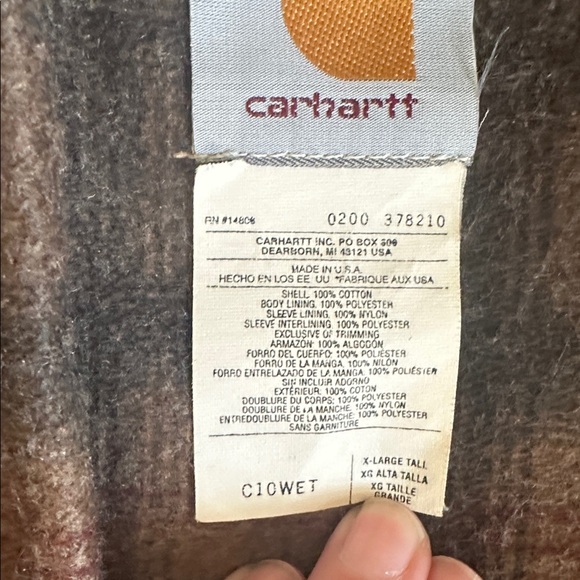 carhartt
RN #14806 0200 378210
CARHARTT INC. PO BOX 600
DEARBORN, MI 43121 USA
MADE IN U.S.A.
HECHO EN LOS EE. UU *FABRIQUE AUX USA
SHELL, 100% COTTON
BODY LINING, 100% POLYESTER
SLEEVE LINING, 100% NYLON
SLEEVE INTERLINING, 100% POLYESTER
EXCLUSIVE OF TRIMMING
ARMAZON: 100% ALGODON
FORRO DEL CUERPO: 100% POLIESTER
FORRO DE LA MANGA, 100% NILON
FORRO ENTRELAZADO DE LA MANGA, 100% POLIÉSTER
SIN INCLUIR ADORNO
EXTÉRIEUR, 100% COTON
DOUBLURE DU CORPS: 100% POLYESTER
DOUBLURE DE LA MANCHE, 100% NYLON
ENTREDOUBLURE DE LA MANCHE: 100% POLYESTER
SANS GARNITURE
C10WET
X-LARGE TALL
XG ALTA TALLA
XG TAILLE
GRANDE